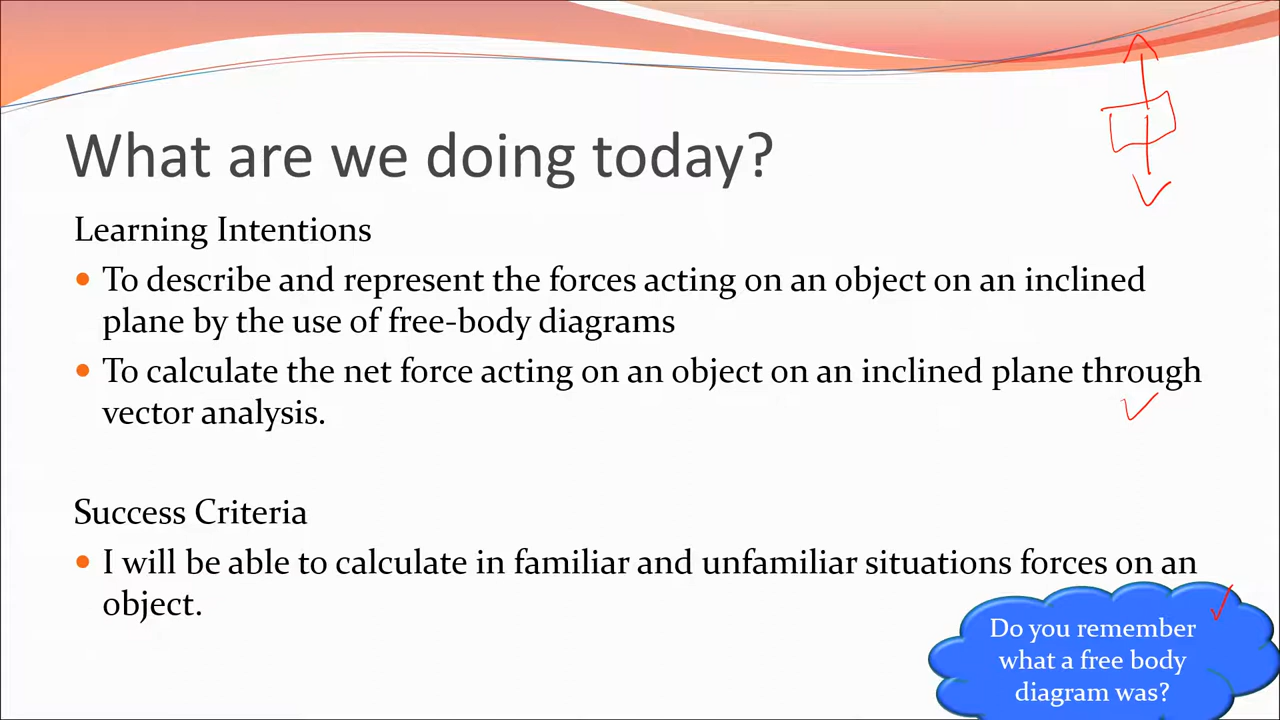 What are we doing today?
Learning Intentions
To describe and represent the forces acting on an object on an inclined
plane by the use of free-body diagrams
To calculate the net force acting on an object on an inclined plane through
vector analysis.
Success Criteria
I will be able to calculate in familiar and unfamiliar situations forces on an
object.
Do you remember
what a free body
diagram was?